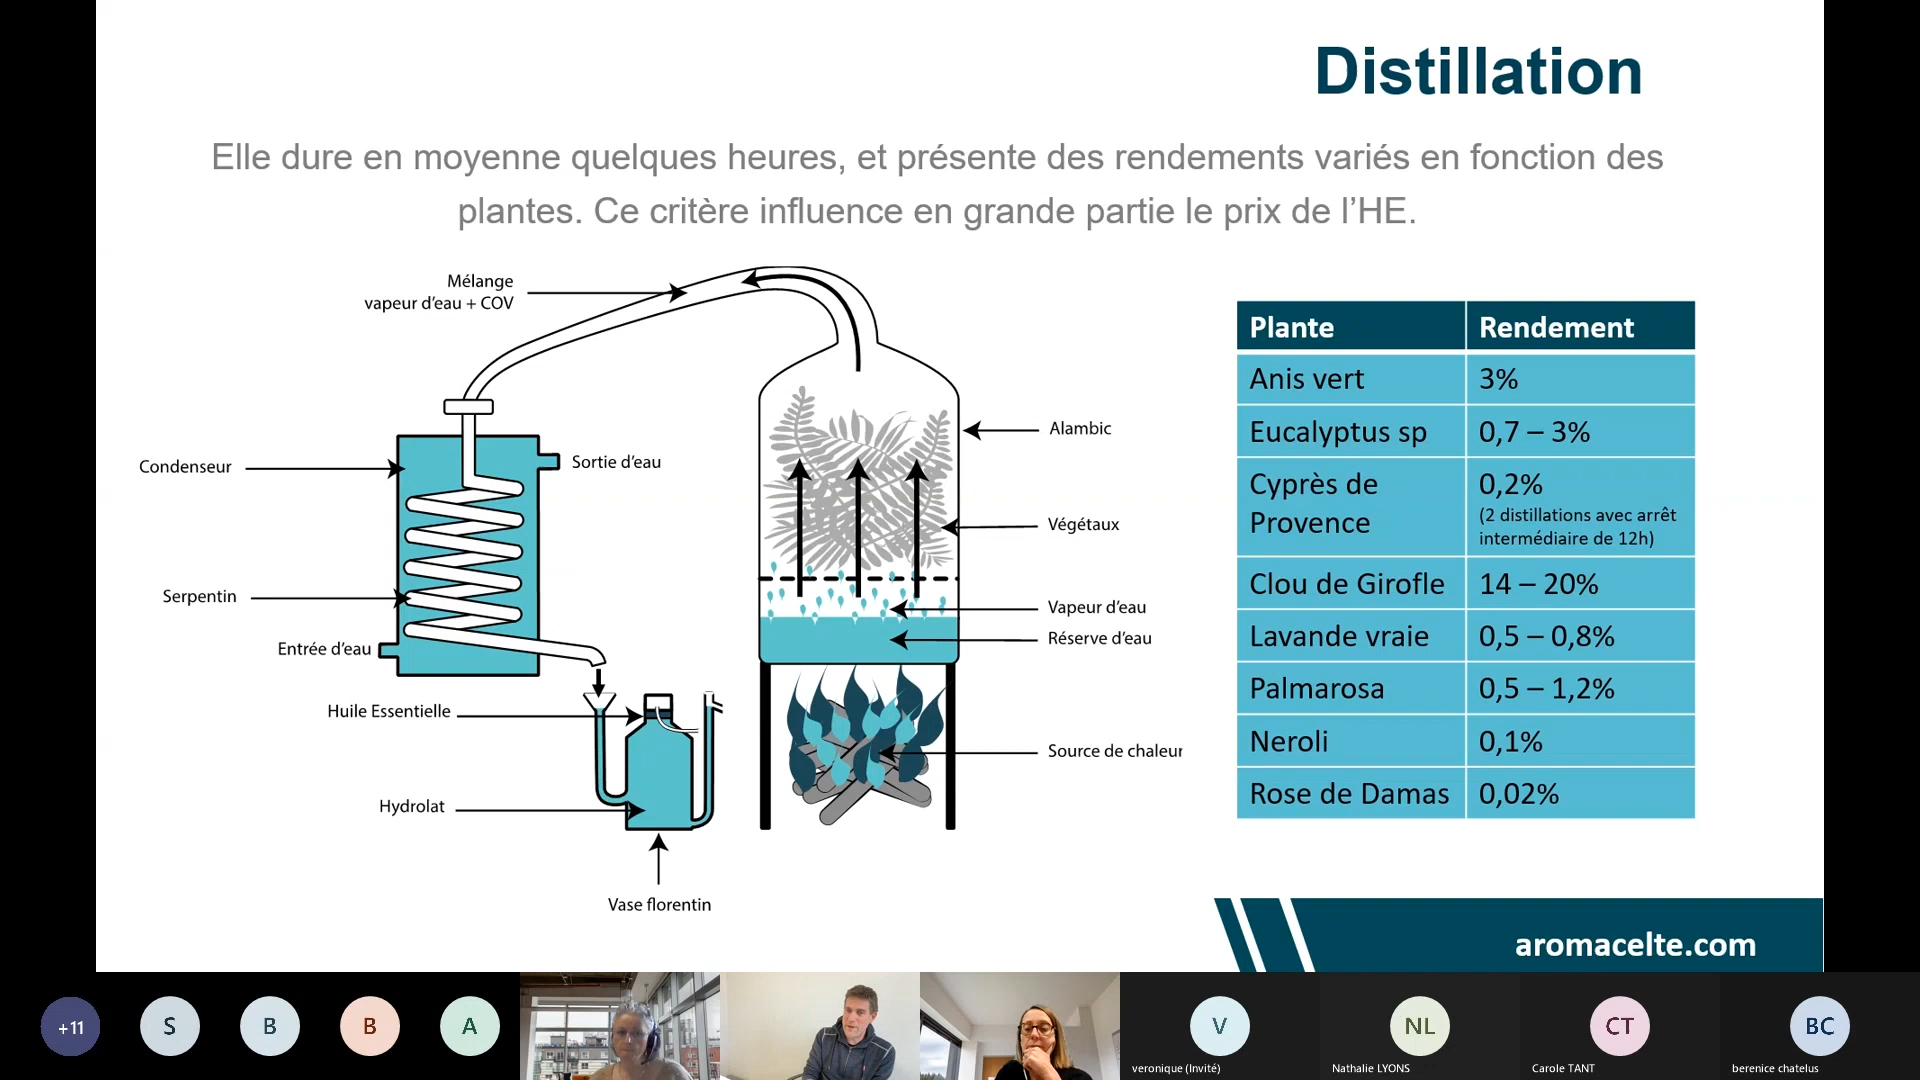 Distillation
Elle dure en moyenne quelques heures, et présente des rendements variés en fonction des
plantes. Ce critère influence en grande partie le prix de l'HE.
Mélange
vapeur d'eau + COV
Condenseur
Sortie d'eau
Serpentin
Entrée d'eau
Huile Essentielle
Hydrolat
Vase florentin
Alambic
Végétaux
Vapeur d'eau
Réserve d'eau
Source de chaleur
Plante Rendement
Anis vert 3%
Eucalyptus sp 0,7 – 3%
Cyprès de Provence 0,2%
(2 distillations avec arrêt
intermédiaire de 12h)
Clou de Girofle 14 – 20%
Lavande vraie 0,5 – 0,8%
Palmarosa 0,5 – 1,2%
Neroli 0,1%
Rose de Damas 0,02%
aromacelte.com
+11 S B B A V NL CT BC
veronique (Invité) Nathalie LYONS Carole TANT berenice chatelus